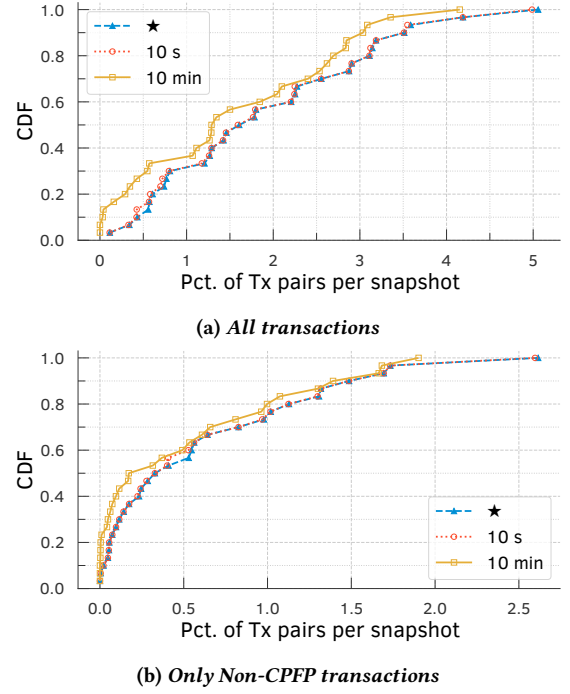 1.0
0.8
0.6
0.4
0.2
0.0
CDF
★
10 s
10 min
0 1 2 3 4 5
Pct. of Tx pairs per snapshot
(a) All transactions
1.0
0.8
0.6
0.4
0.2
0.0
CDF
★
10 s
10 min
0.0 0.5 1.0 1.5 2.0 2.5
Pct. of Tx pairs per snapshot
(b) Only Non-CPFP transactions